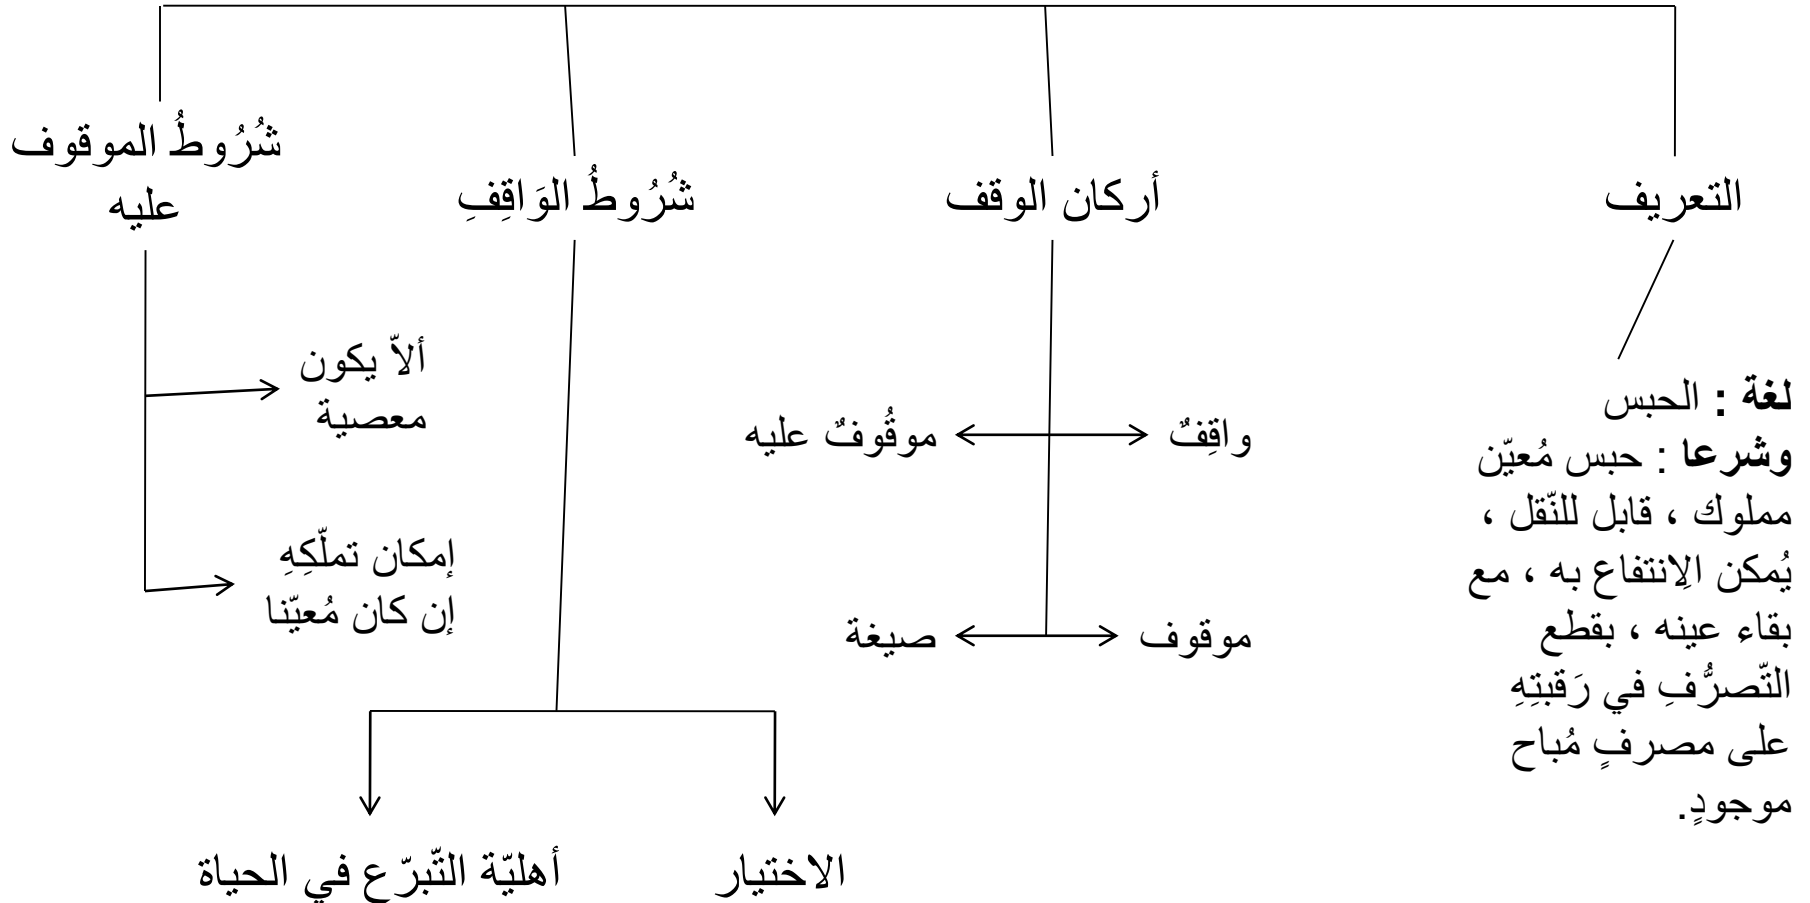 التعريف
لغة : الحبس
وشرعا : حبس مُعيّن
مملوك ، قابل للنّقل ،
يُمكن الِانتفاع به ، مع
بقاء عينه ، بقطع
التّصرُّفِ في رَقبتِهِ
على مصرفٍ مُباح
موجودٍ.
أركان الوقف
واقِفٌ
موقُوفٌ عليه
موقوف
صيغة
شُرُوطُ الوَاقِفِ
الاختيار
أهليّة التّبرّع في الحياة
شُرُوطُ الموقوف
عليه
ألاّ يكون
معصية
إمكان تملّكِهِ
إن كان مُعيّنا